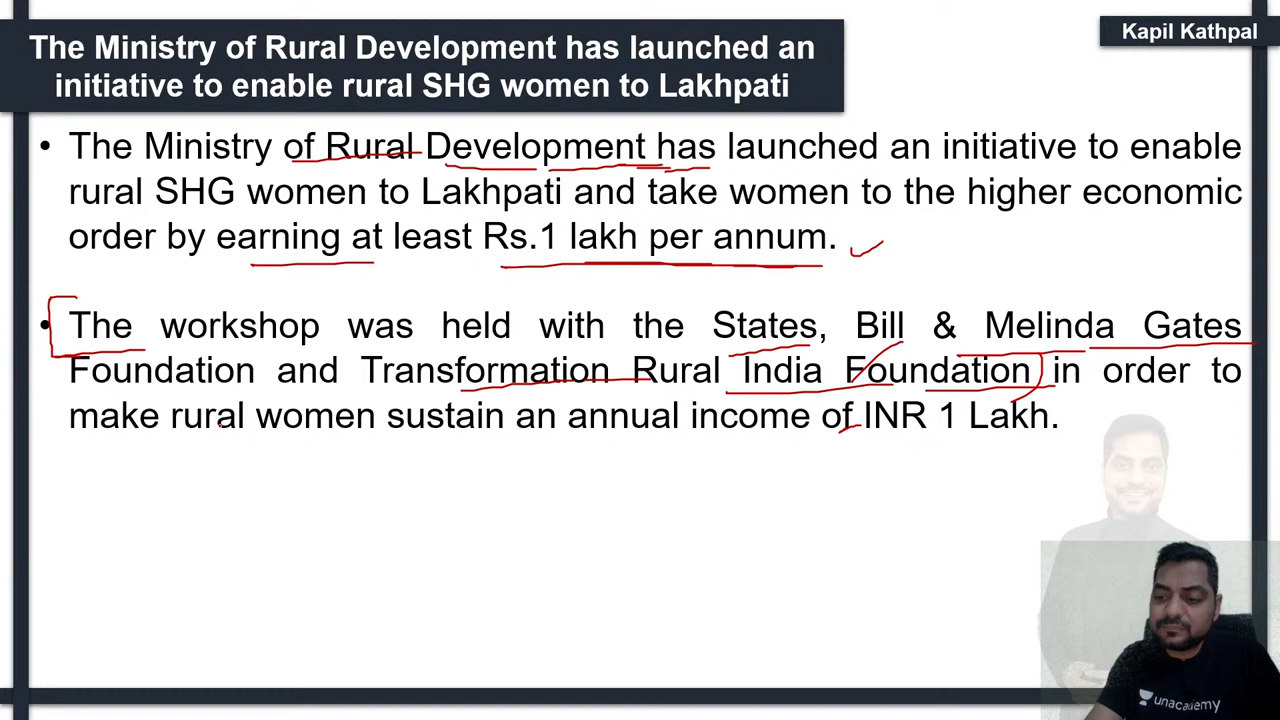 The Ministry of Rural Development has launched an
initiative to enable rural SHG women to Lakhpati
Kapil Kathpal
• The Ministry of Rural Development has launched an initiative to enable
rural SHG women to Lakhpati and take women to the higher economic
order by earning at least Rs.1 lakh per annum.
• The workshop was held with the States, Bill & Melinda Gates
Foundation and Transformation Rural India Foundation in order to
make rural women sustain an annual income of INR 1 Lakh.
unacademy